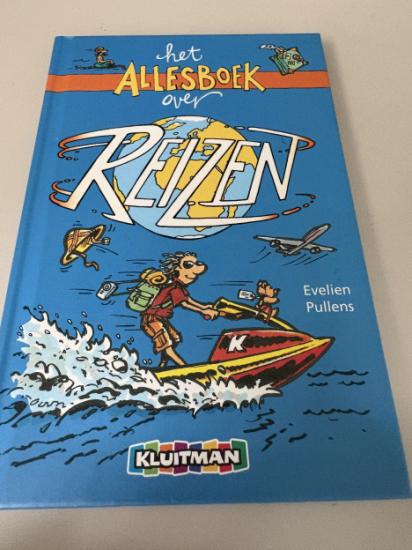 het
ALLESBOEK
over
REIZEN
Evelien
Pullens
K
KLUITMAN